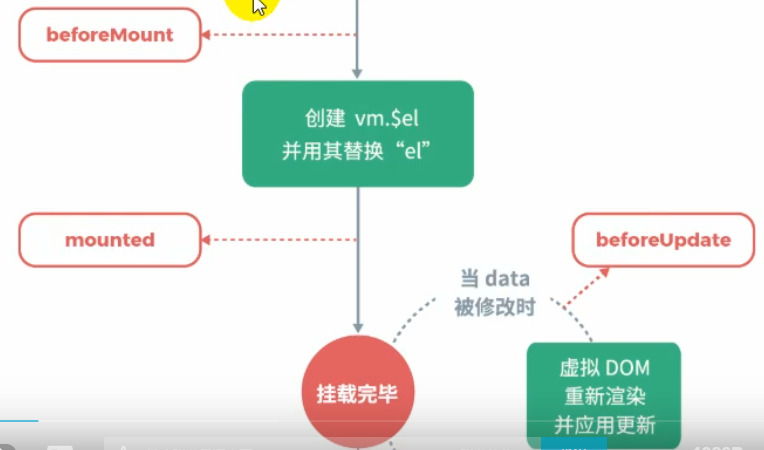 beforeMount
创建 vm.$el
并用其替换“el”
mounted
beforeUpdate
当 data
被修改时
挂载完毕
虚拟 DOM
重新渲染
并应用更新